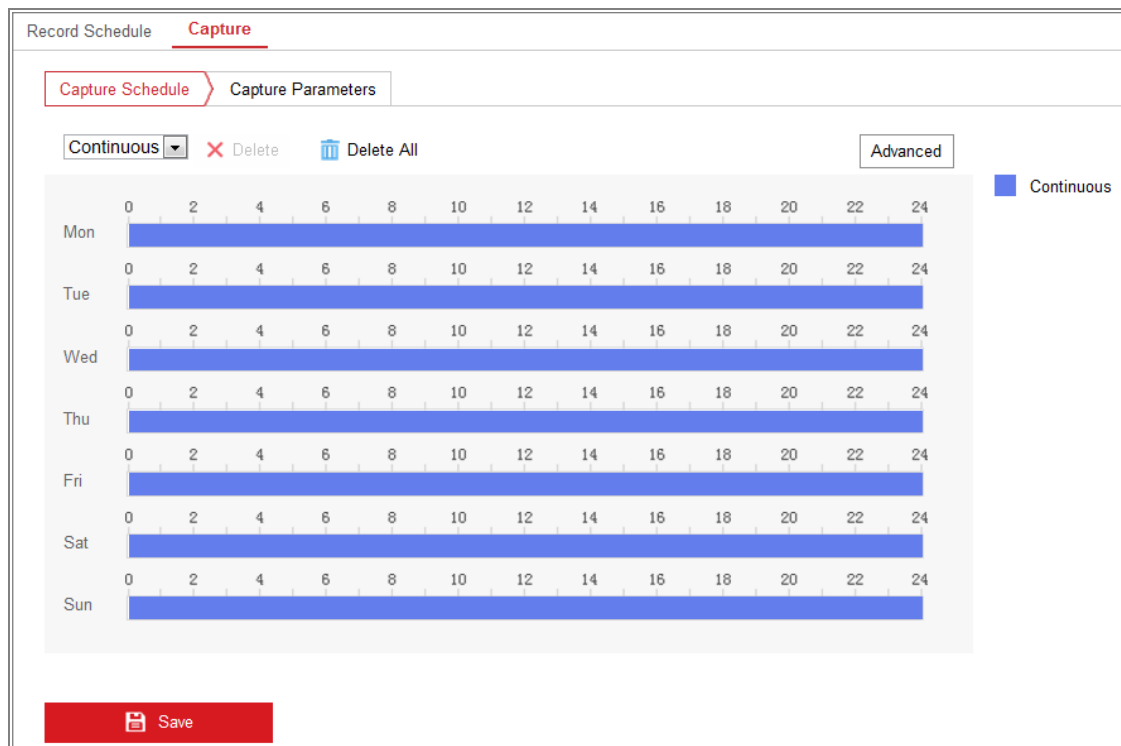 Record Schedule Capture
Capture Schedule Capture Parameters
Continuous Delete Delete All Advanced
Continuous
0 2 4 6 8 10 12 14 16 18 20 22 24
Mon
0 2 4 6 8 10 12 14 16 18 20 22 24
Tue
0 2 4 6 8 10 12 14 16 18 20 22 24
Wed
0 2 4 6 8 10 12 14 16 18 20 22 24
Thu
0 2 4 6 8 10 12 14 16 18 20 22 24
Fri
0 2 4 6 8 10 12 14 16 18 20 22 24
Sat
0 2 4 6 8 10 12 14 16 18 20 22 24
Sun
Save